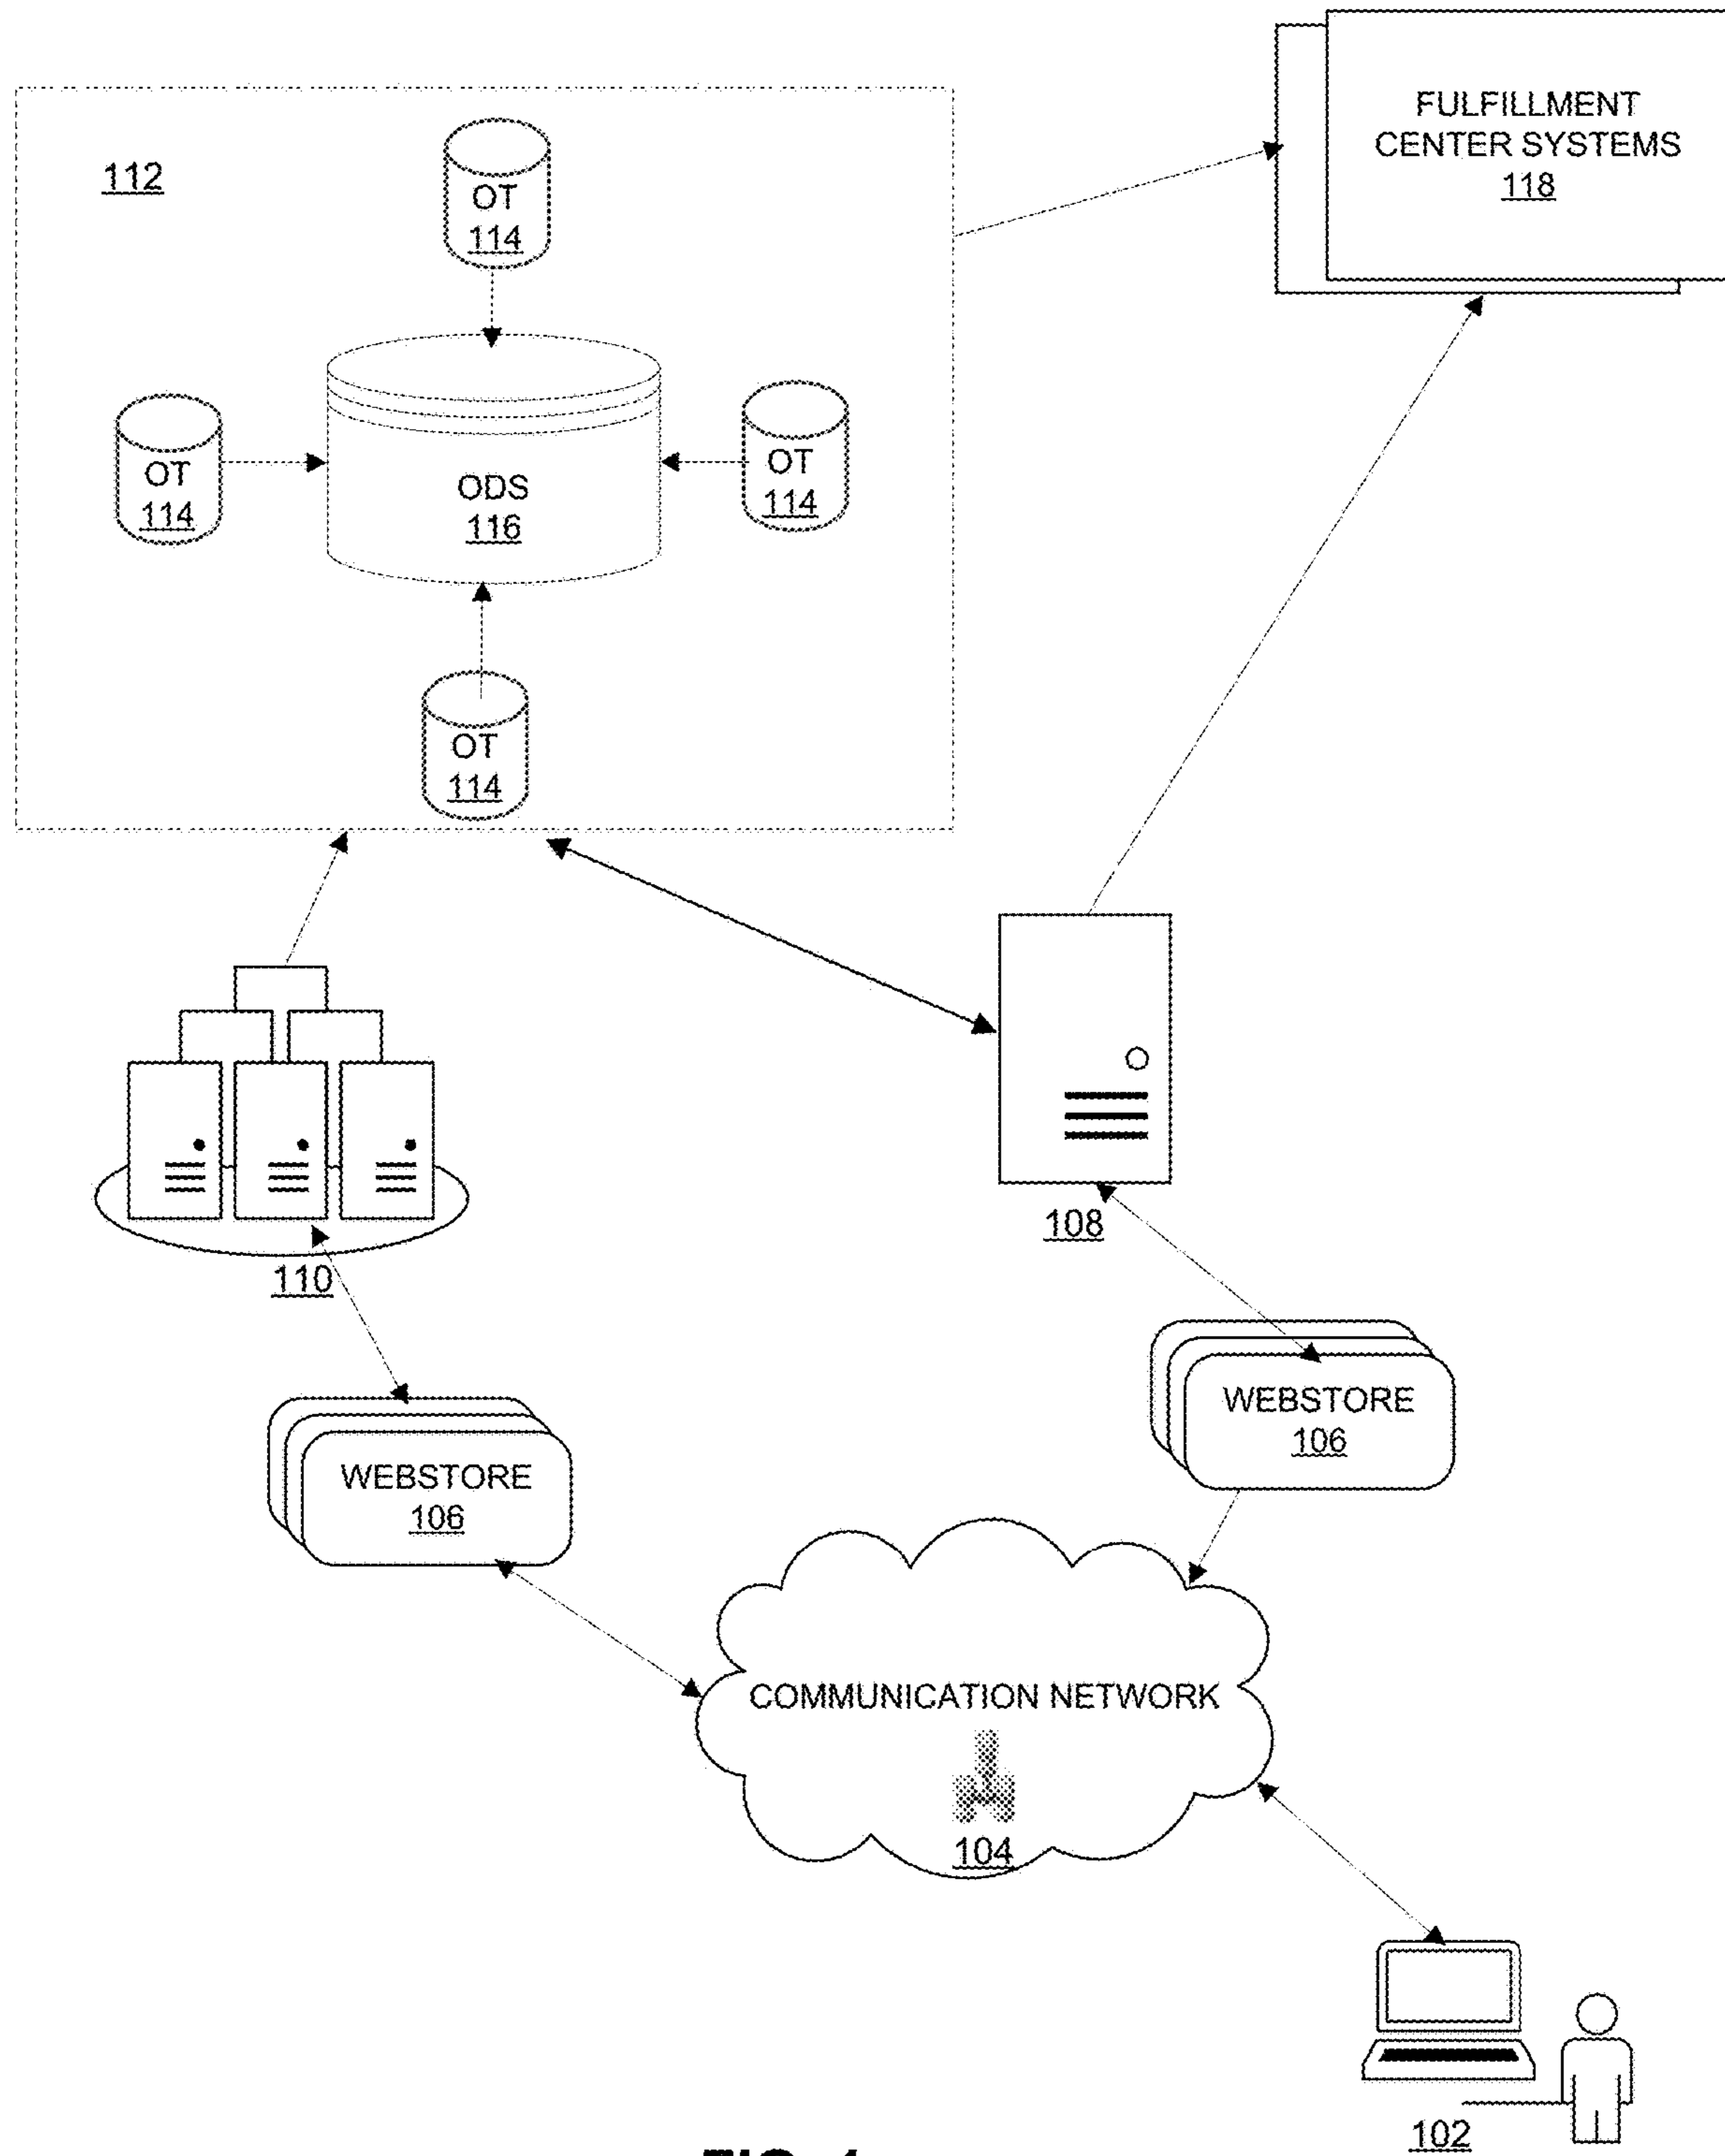 FULFILLMENT
CENTER SYSTEMS
118
112
OT
114
OT
114
ODS
116
OT
114
OT
114
108
110
WEBSTORE
106
WEBSTORE
106
COMMUNICATION NETWORK
104
102